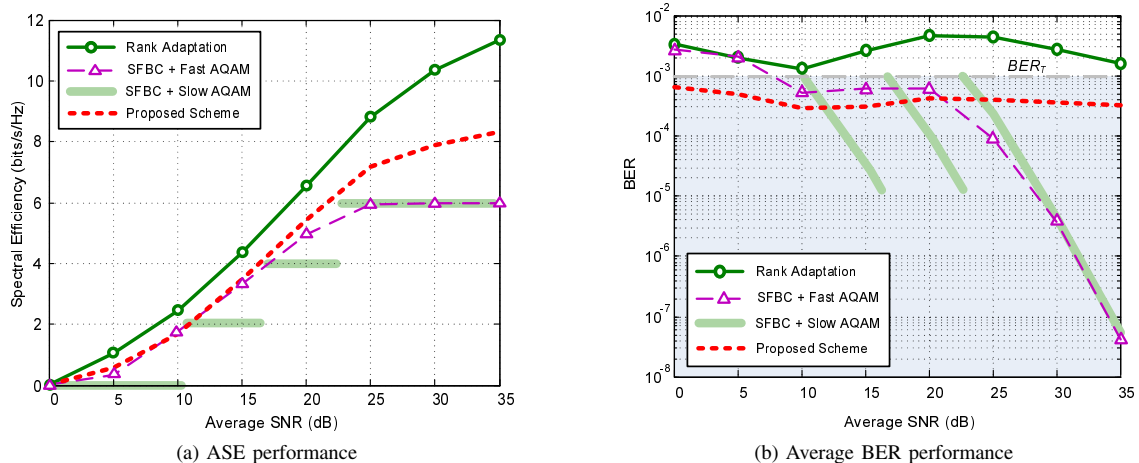 12
10
8
6
4
2
0
Spectral Efficiency (bits/s/Hz)
Rank Adaptation
SFBC + Fast AQAM
SFBC + Slow AQAM
Proposed Scheme
0 5 10 15 20 25 30 35
Average SNR (dB)
(a) ASE performance
10^-2
10^-3
10^-4
10^-5
10^-6
10^-7
10^-8
BER
BER_T
Rank Adaptation
SFBC + Fast AQAM
SFBC + Slow AQAM
Proposed Scheme
0 5 10 15 20 25 30 35
Average SNR (dB)
(b) Average BER performance